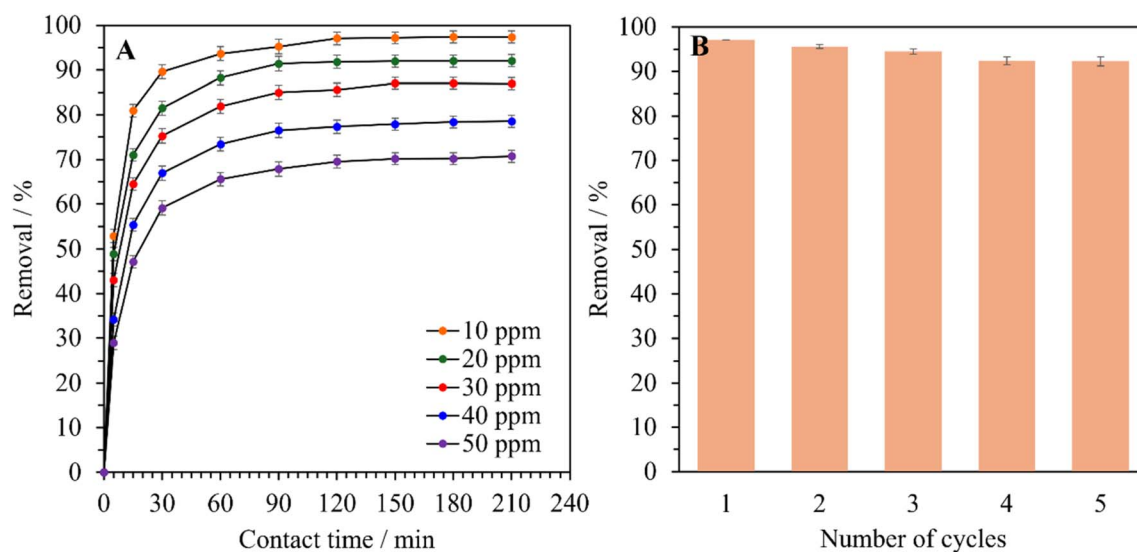 A
Removal / %
100
90
80
70
60
50
40
30
20
10
0
0 30 60 90 120 150 180 210 240
Contact time / min
10 ppm
20 ppm
30 ppm
40 ppm
50 ppm
B
Removal / %
100
90
80
70
60
50
40
30
20
10
0
1 2 3 4 5
Number of cycles